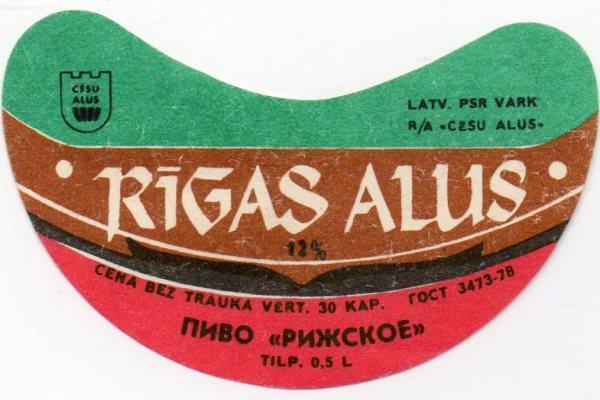 CĒSU
ALUS
LATV. PSR VARK
R/A «CĒSU ALUS»
RĪGAS ALUS
12%
CENA BEZ TRAUKA VERT. 30 KAP. ГОСТ 3473-78
ПИВО «РИЖСКОЕ»
TILP. 0,5 L